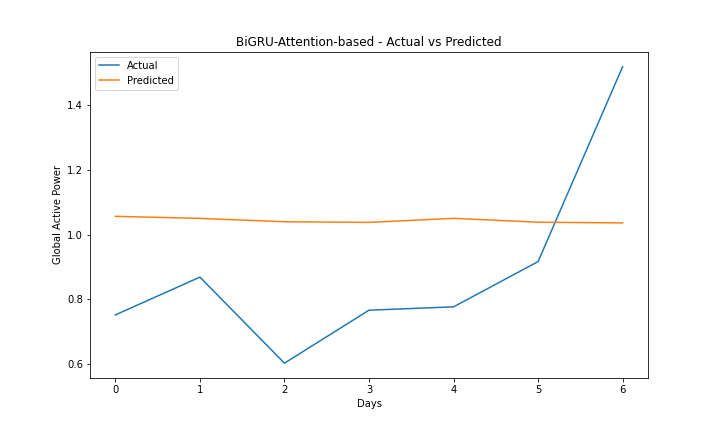 BiGRU-Attention-based - Actual vs Predicted
Actual
Predicted
Global Active Power
1.4
1.2
1.0
0.8
0.6
0 1 2 3 4 5 6
Days